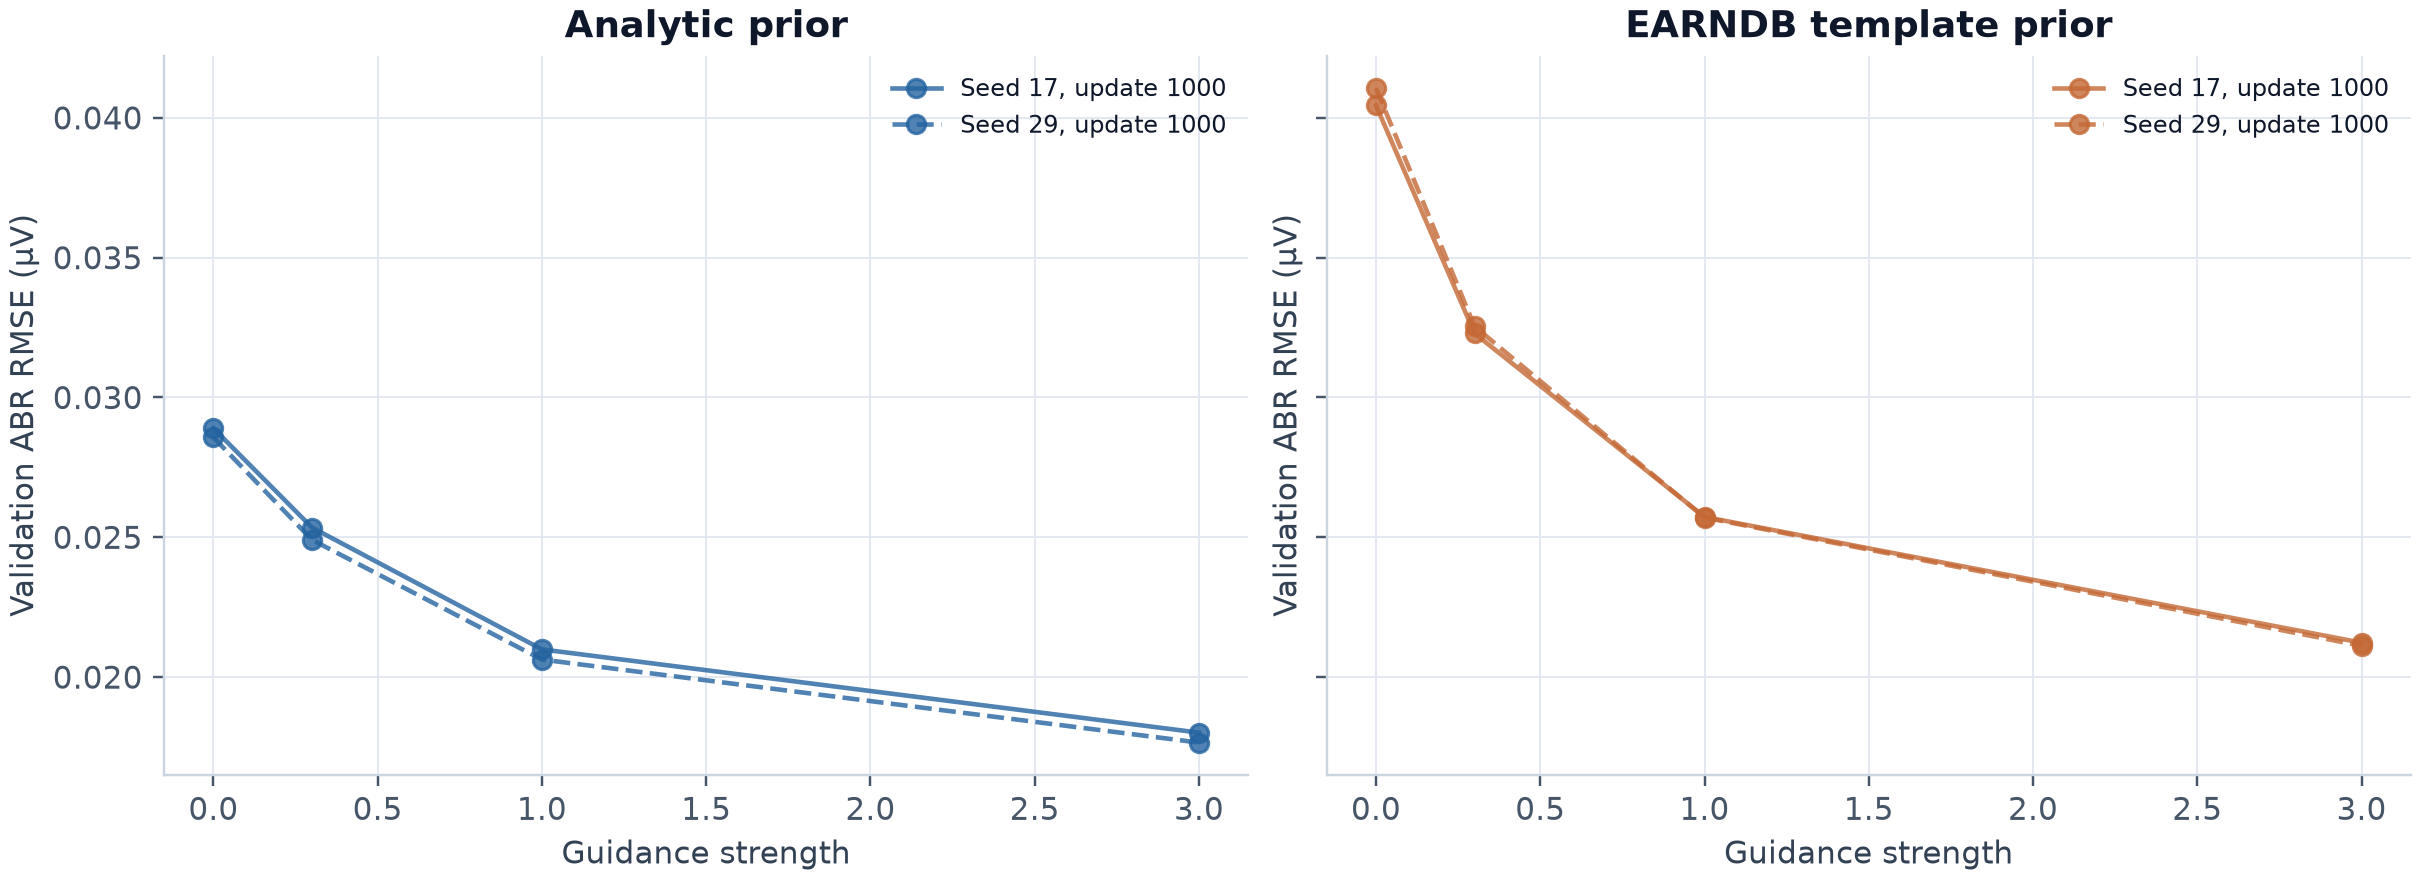 Analytic prior
Seed 17, update 1000
Seed 29, update 1000
Validation ABR RMSE (µV)
0.040
0.035
0.030
0.025
0.020
0.0 0.5 1.0 1.5 2.0 2.5 3.0
Guidance strength
EARNDB template prior
Seed 17, update 1000
Seed 29, update 1000
Validation ABR RMSE (µV)
0.0 0.5 1.0 1.5 2.0 2.5 3.0
Guidance strength